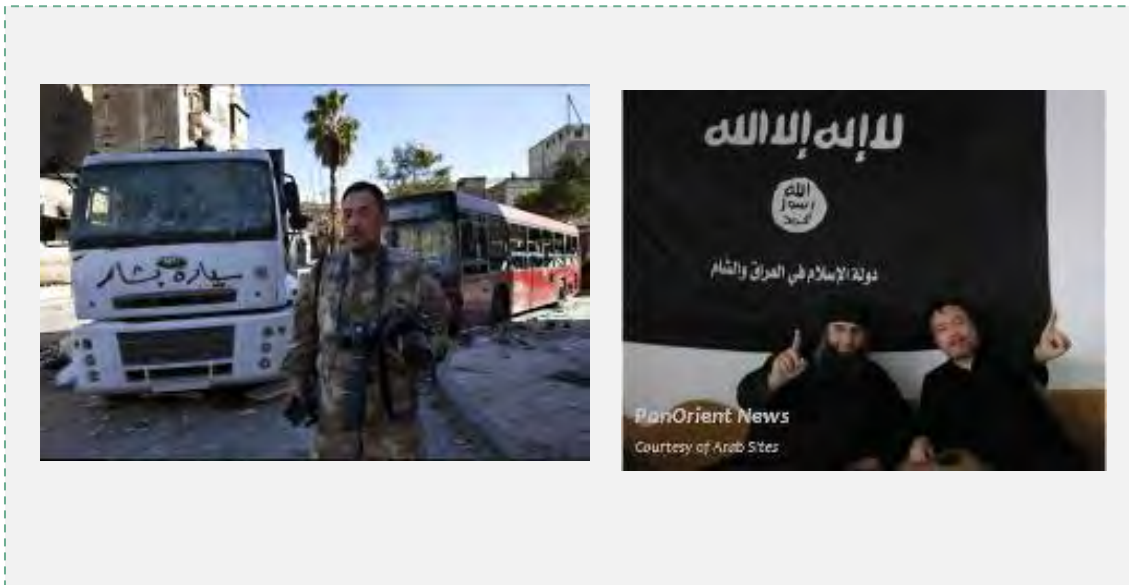 سيارة بشار
لا إله إلا الله
الله
رسول
محمد
دولة الإسلام في العراق والشام
PanOrient News
Courtesy of Arab Sites